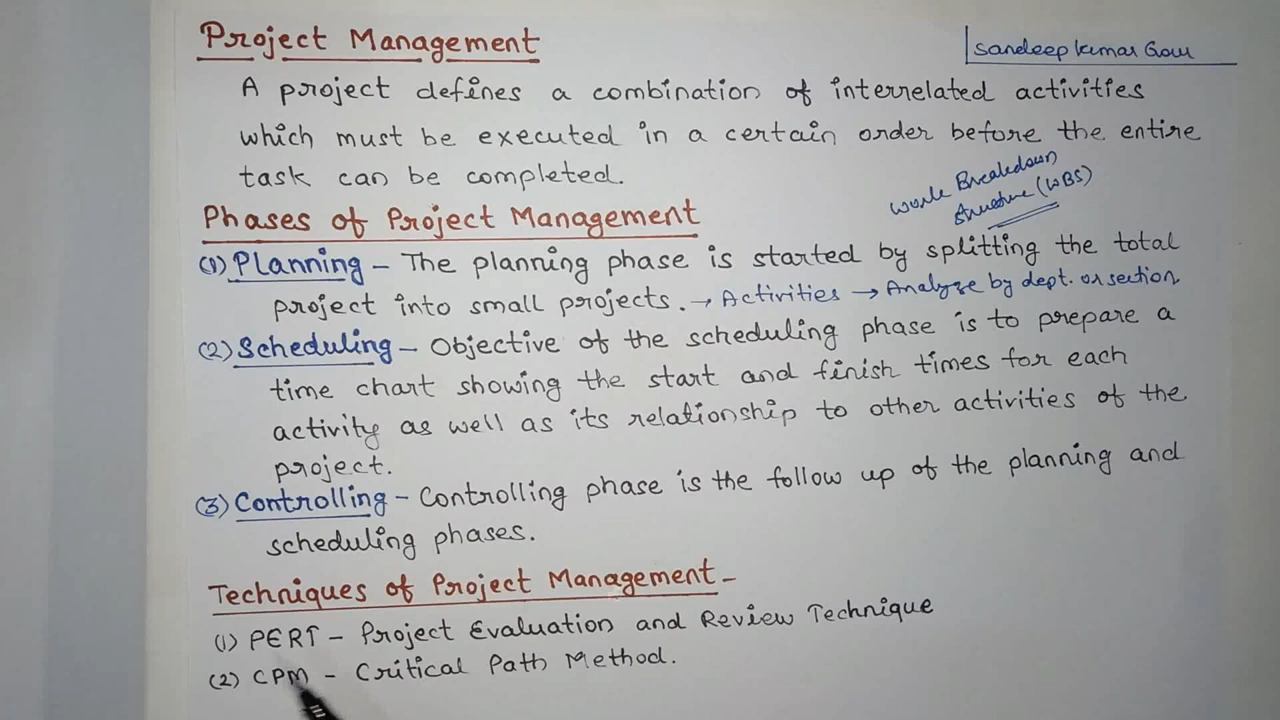 Project Management
Sandeep Kumar Gour
A project defines a combination of interrelated activities
which must be executed in a certain order before the entire
task can be completed.
Work Breakdown
Structure (WBS)
Phases of Project Management
(1) Planning - The planning phase is started by splitting the total
project into small projects. → Activities → Analyze by dept. or section
(2) Scheduling - Objective of the scheduling phase is to prepare a
time chart showing the start and finish times for each
activity as well as its relationship to other activities of the
project.
(3) Controlling - Controlling phase is the follow up of the planning and
scheduling phases.
Techniques of Project Management -
(1) PERT - Project Evaluation and Review Technique
(2) CPM - Critical Path Method.